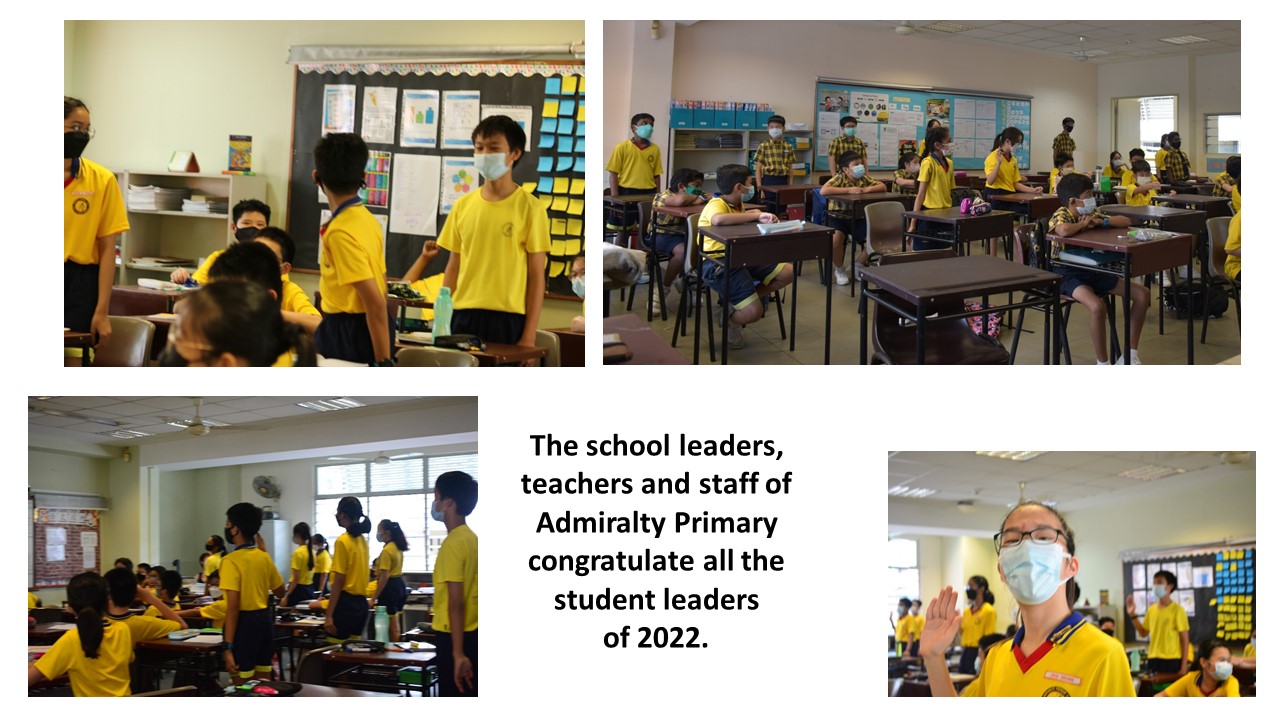 The school leaders,
teachers and staff of
Admiralty Primary
congratulate all the
student leaders
of 2022.